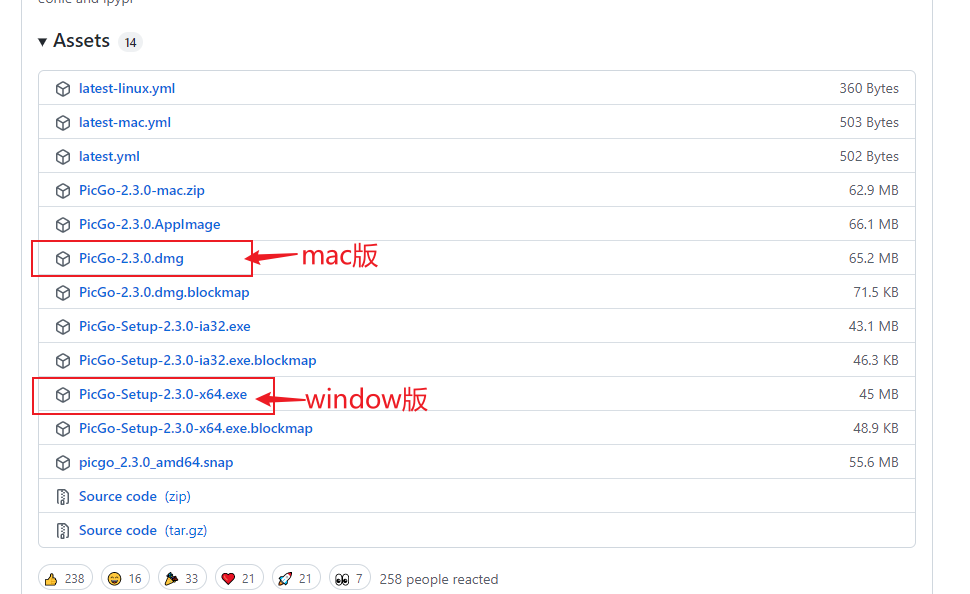 Assets 14
latest-linux.yml 360 Bytes
latest-mac.yml 503 Bytes
latest.yml 502 Bytes
PicGo-2.3.0-mac.zip 62.9 MB
PicGo-2.3.0.AppImage 66.1 MB
PicGo-2.3.0.dmg mac版 65.2 MB
PicGo-2.3.0.dmg.blockmap 71.5 KB
PicGo-Setup-2.3.0-ia32.exe 43.1 MB
PicGo-Setup-2.3.0-ia32.exe.blockmap 46.3 KB
PicGo-Setup-2.3.0-x64.exe window版 45 MB
PicGo-Setup-2.3.0-x64.exe.blockmap 48.9 KB
picgo_2.3.0_amd64.snap 55.6 MB
Source code (zip)
Source code (tar.gz)
238 16 33 21 21 7 258 people reacted